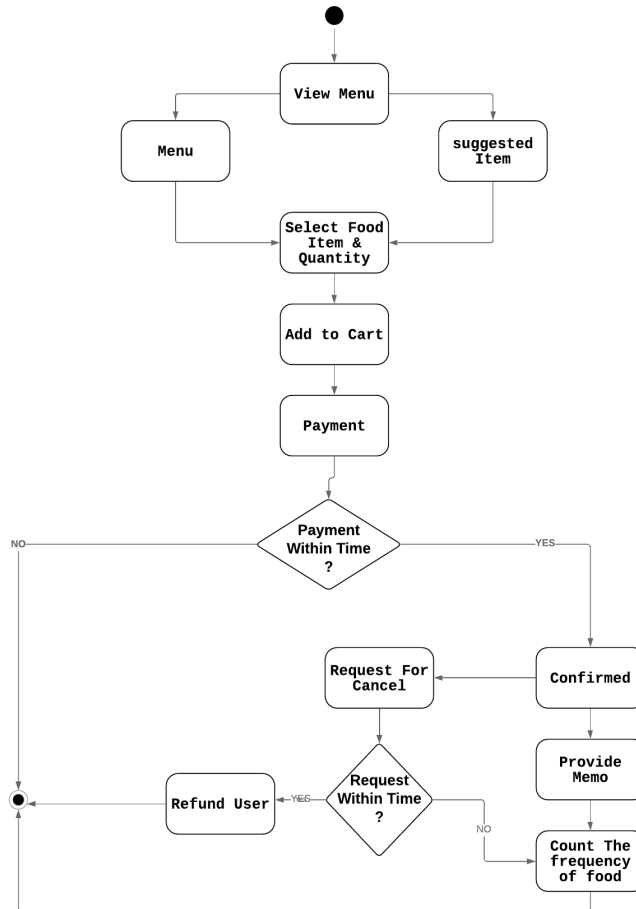 View Menu
Menu
suggested
Item
Select Food
Item &
Quantity
Add to Cart
Payment
Payment
Within Time
?
NO
YES
Request For
Cancel
Confirmed
Provide
Memo
Request
Within Time
?
Refund User
YES
NO
Count The
frequency
of food